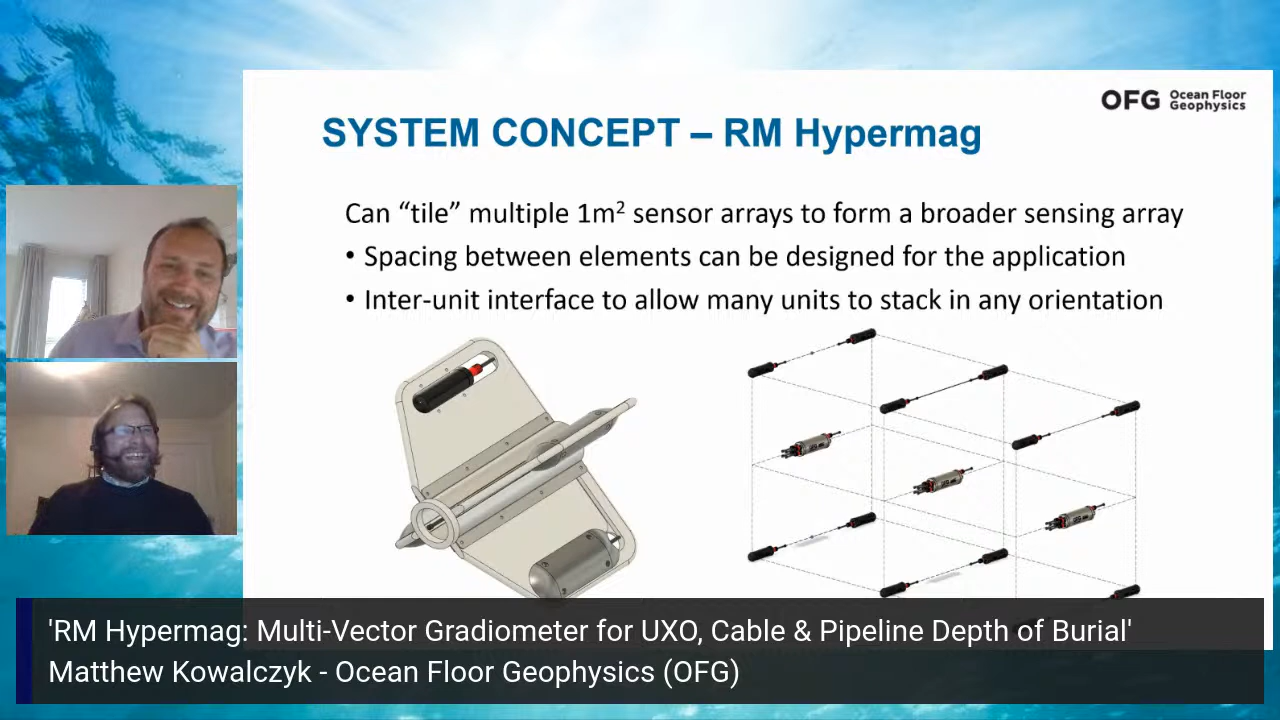 OFG Ocean Floor
Geophysics
SYSTEM CONCEPT – RM Hypermag
Can “tile” multiple 1m² sensor arrays to form a broader sensing array
• Spacing between elements can be designed for the application
• Inter-unit interface to allow many units to stack in any orientation
'RM Hypermag: Multi-Vector Gradiometer for UXO, Cable & Pipeline Depth of Burial'
Matthew Kowalczyk - Ocean Floor Geophysics (OFG)